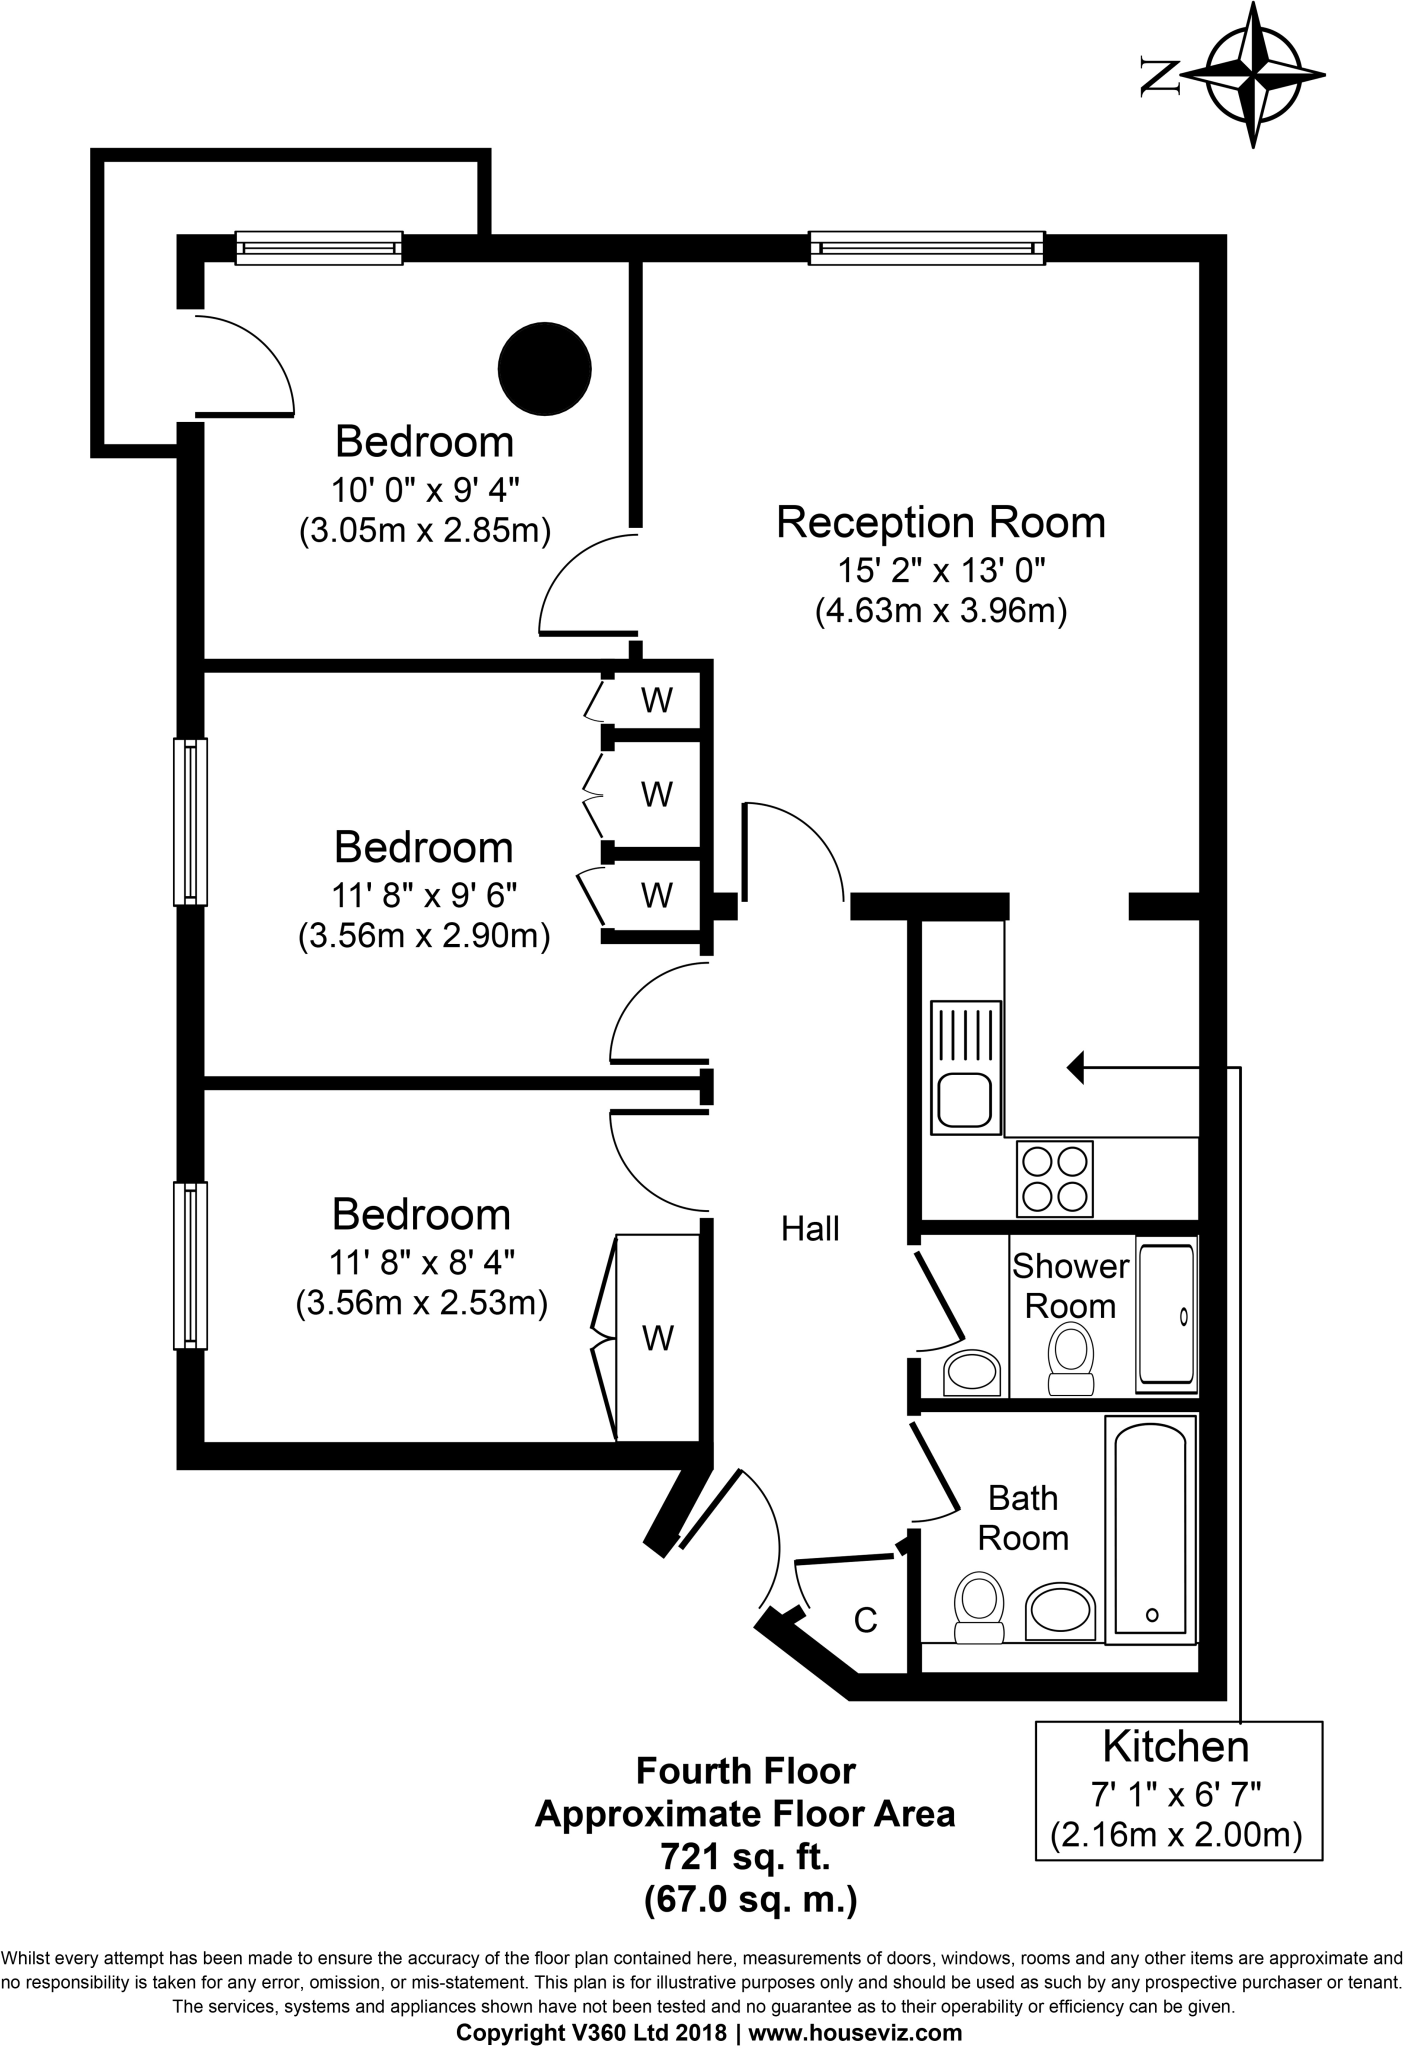 N
Bedroom
10' 0" x 9' 4"
(3.05m x 2.85m)
Reception Room
15' 2" x 13' 0"
(4.63m x 3.96m)
W
W
W
Bedroom
11' 8" x 9' 6"
(3.56m x 2.90m)
Bedroom
11' 8" x 8' 4"
(3.56m x 2.53m)
W
Hall
Shower
Room
Bath
Room
C
Kitchen
7' 1" x 6' 7"
(2.16m x 2.00m)
Fourth Floor
Approximate Floor Area
721 sq. ft.
(67.0 sq. m.)
Whilst every attempt has been made to ensure the accuracy of the floor plan contained here, measurements of doors, windows, rooms and any other items are approximate and
no responsibility is taken for any error, omission, or mis-statement. This plan is for illustrative purposes only and should be used as such by any prospective purchaser or tenant.
The services, systems and appliances shown have not been tested and no guarantee as to their operability or efficiency can be given.
Copyright V360 Ltd 2018 | www.houseviz.com